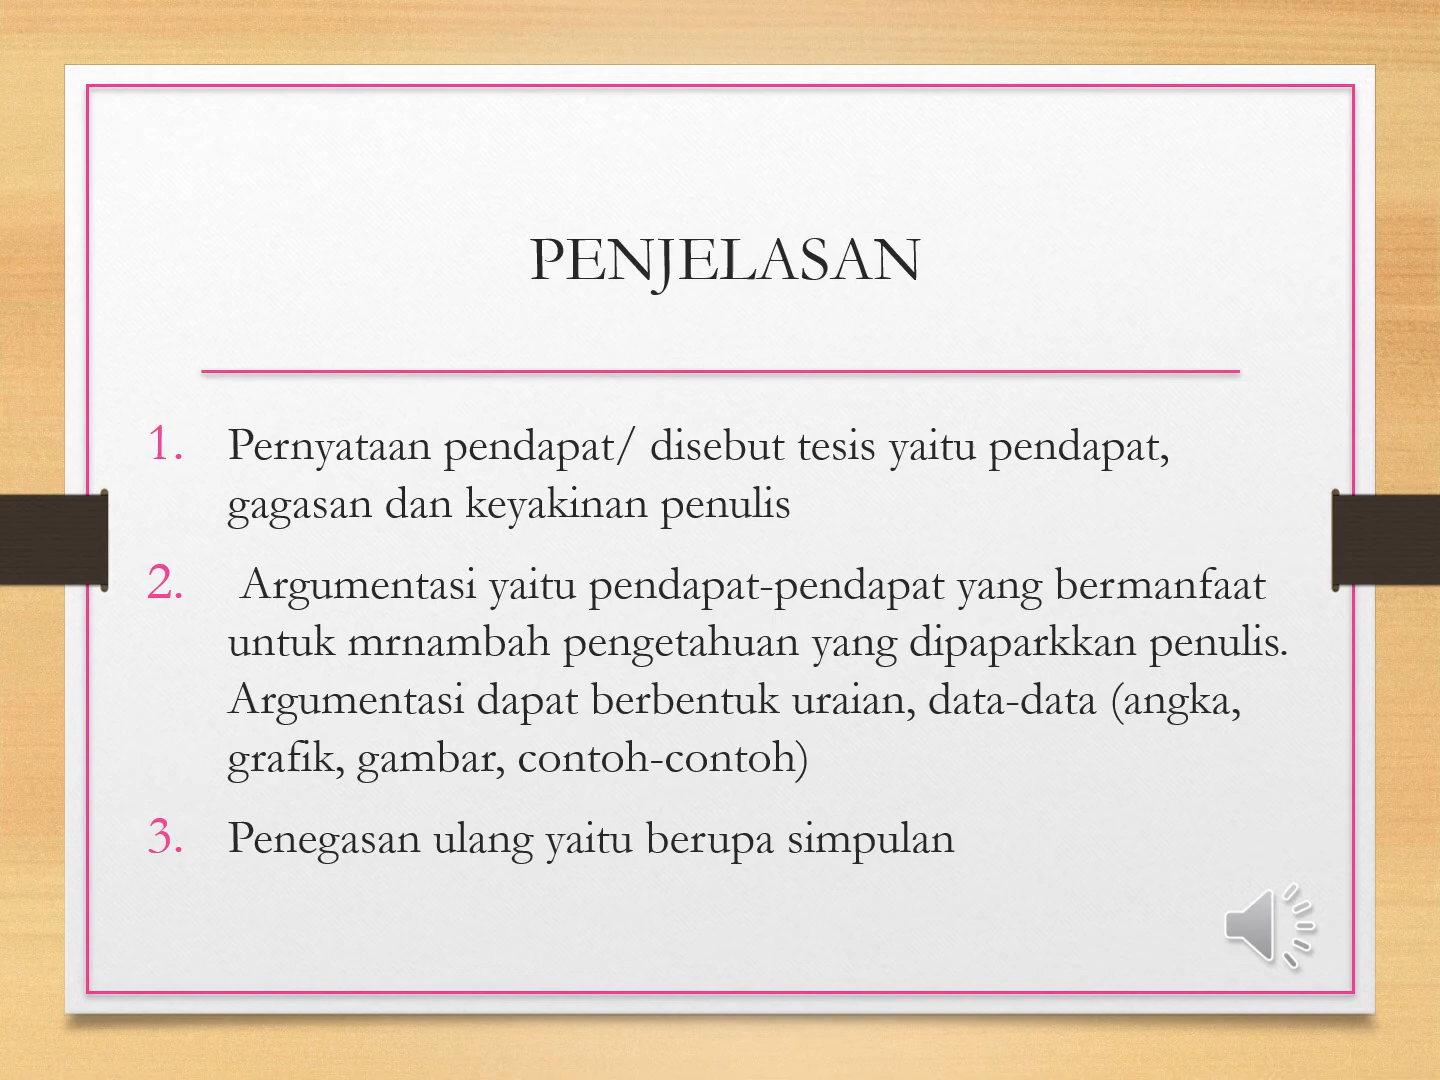 PENJELASAN
1. Pernyataan pendapat/ disebut tesis yaitu pendapat,
gagasan dan keyakinan penulis
2. Argumentasi yaitu pendapat-pendapat yang bermanfaat
untuk mrnambah pengetahuan yang dipaparkkan penulis.
Argumentasi dapat berbentuk uraian, data-data (angka,
grafik, gambar, contoh-contoh)
3. Penegasan ulang yaitu berupa simpulan